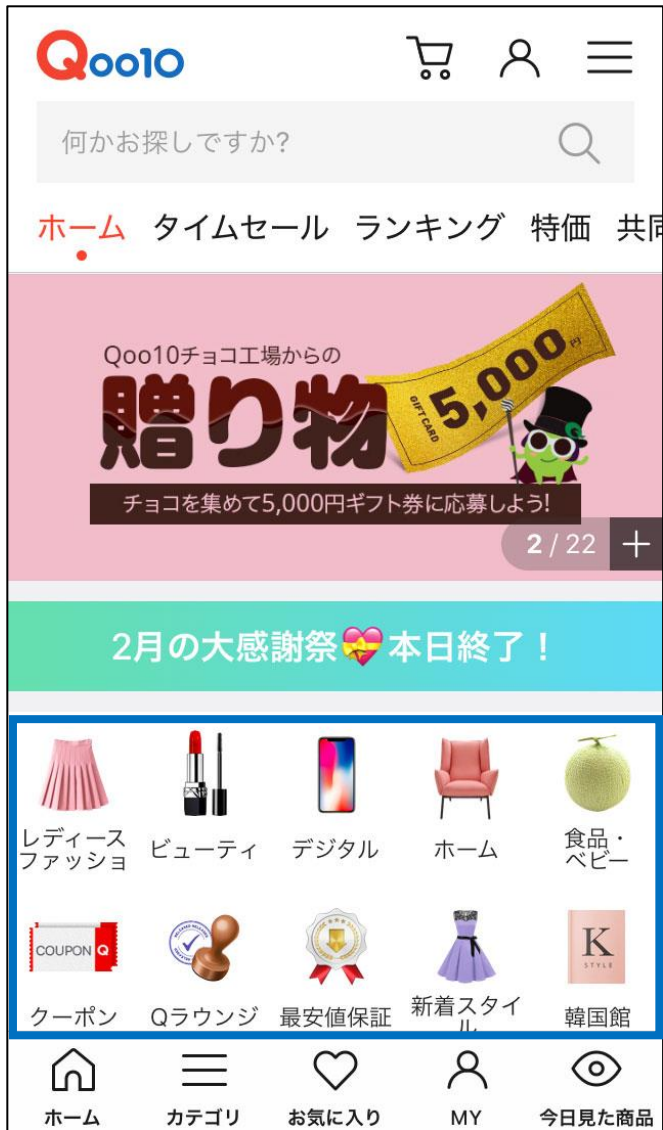 Qoo10
何かお探しですか?
ホーム タイムセール ランキング 特価 共同
Qoo10チョコ工場からの
贈り物
GIFT CARD
5,000円
チョコを集めて5,000円ギフト券に応募しよう!
2 / 22 +
2月の大感謝祭💝本日終了！
レディース
ファッショ
ビューティ
デジタル
ホーム
食品・
ベビー
COUPON Q
K
STYLE
クーポン
Qラウンジ
最安値保証
新着スタイ
ル
韓国館
ホーム カテゴリ お気に入り MY 今日見た商品